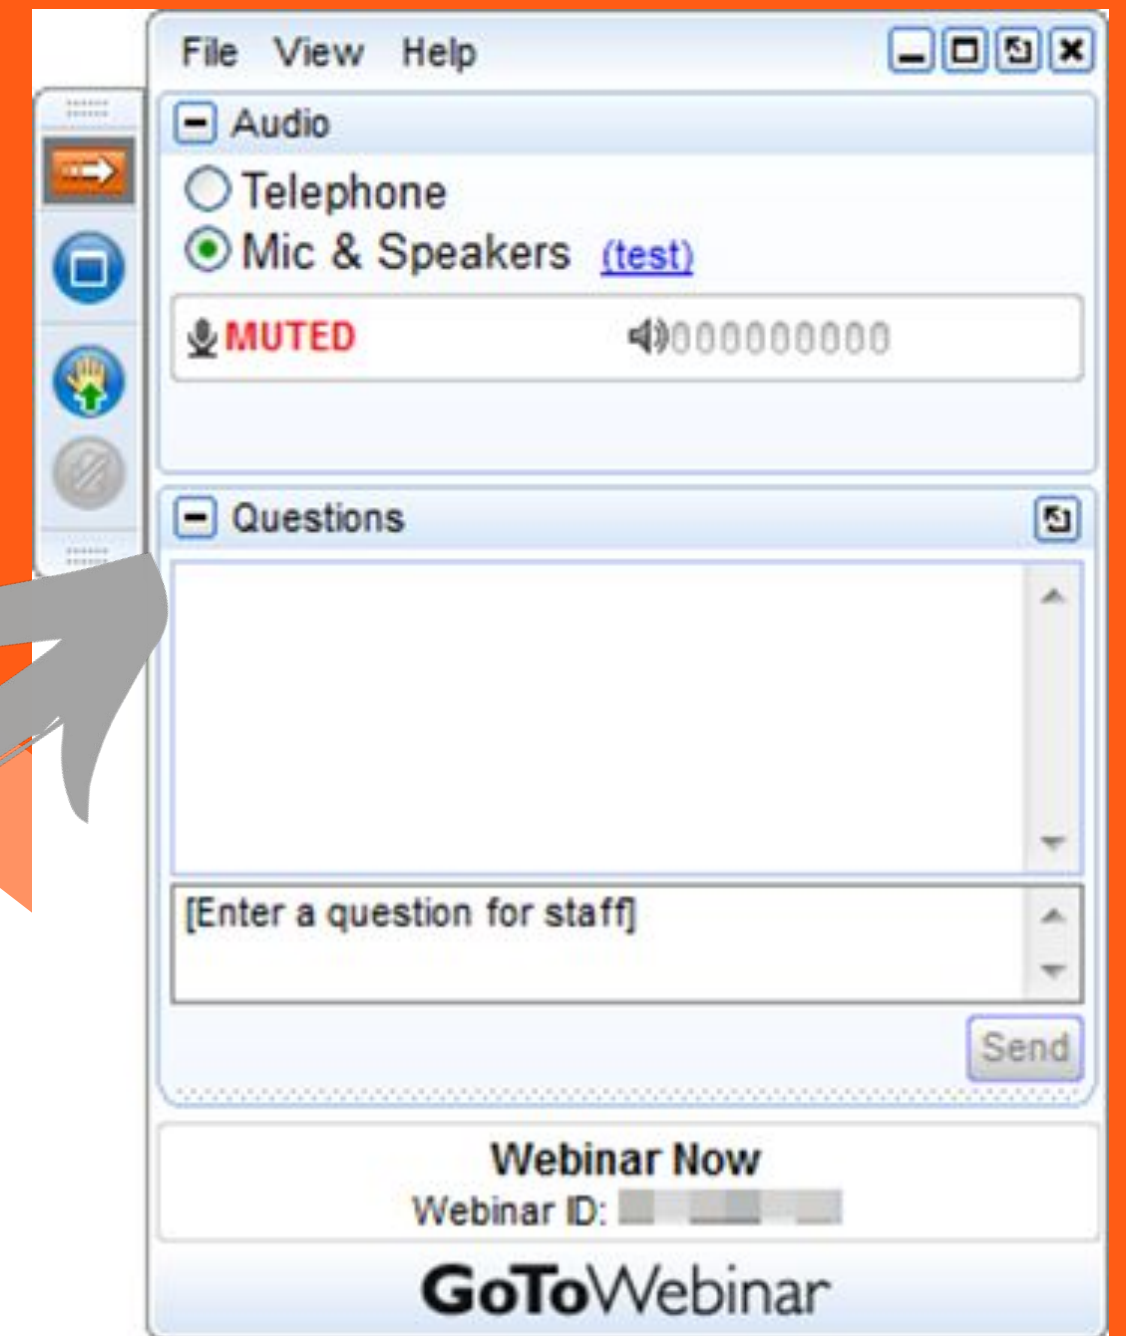 File View Help
Audio
Telephone
Mic & Speakers (test)
MUTED
Questions
[Enter a question for staff]
Send
Webinar Now
Webinar ID:
GoToWebinar